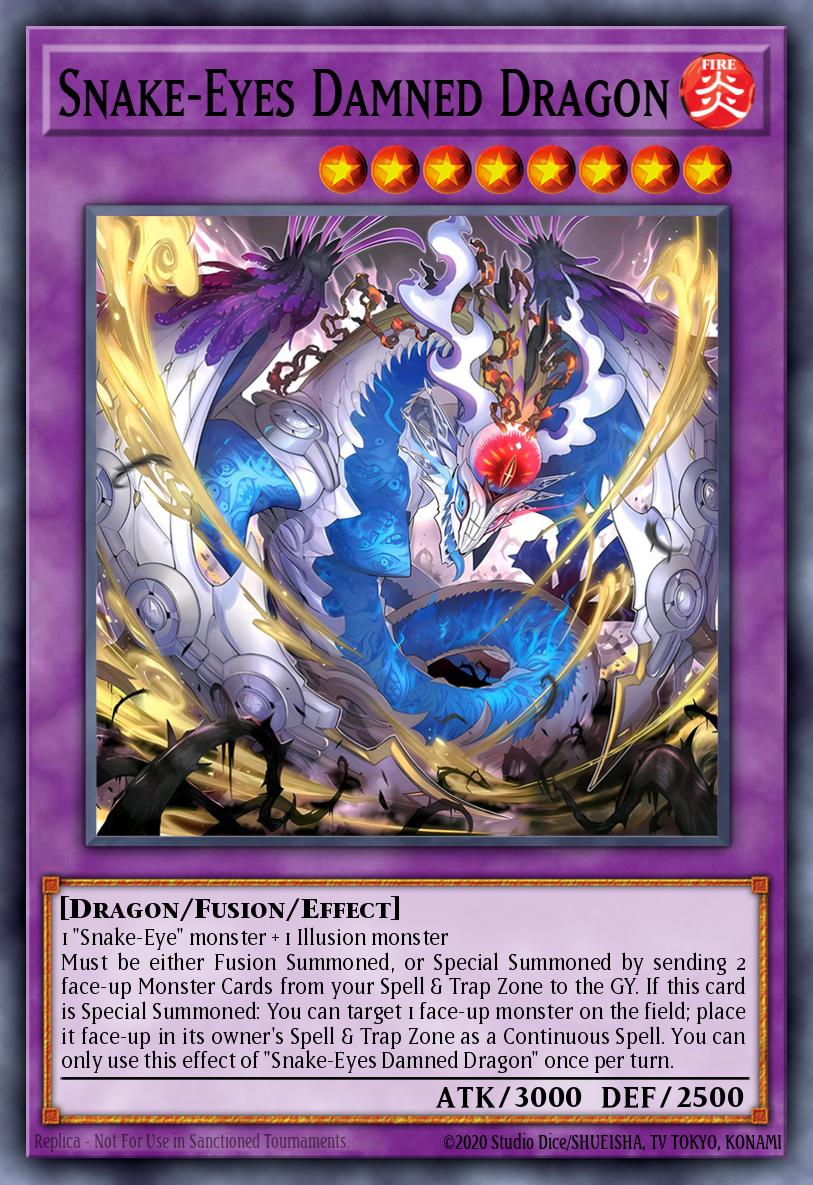 Snake-Eyes Damned Dragon
FIRE
炎
[Dragon/Fusion/Effect]
1 "Snake-Eye" monster + 1 Illusion monster
Must be either Fusion Summoned, or Special Summoned by sending 2
face-up Monster Cards from your Spell & Trap Zone to the GY. If this card
is Special Summoned: You can target 1 face-up monster on the field; place
it face-up in its owner's Spell & Trap Zone as a Continuous Spell. You can
only use this effect of "Snake-Eyes Damned Dragon" once per turn.
ATK/3000 DEF/2500
Replica - Not For Use in Sanctioned Tournaments.
©2020 Studio Dice/SHUEISHA, TV TOKYO, KONAMI